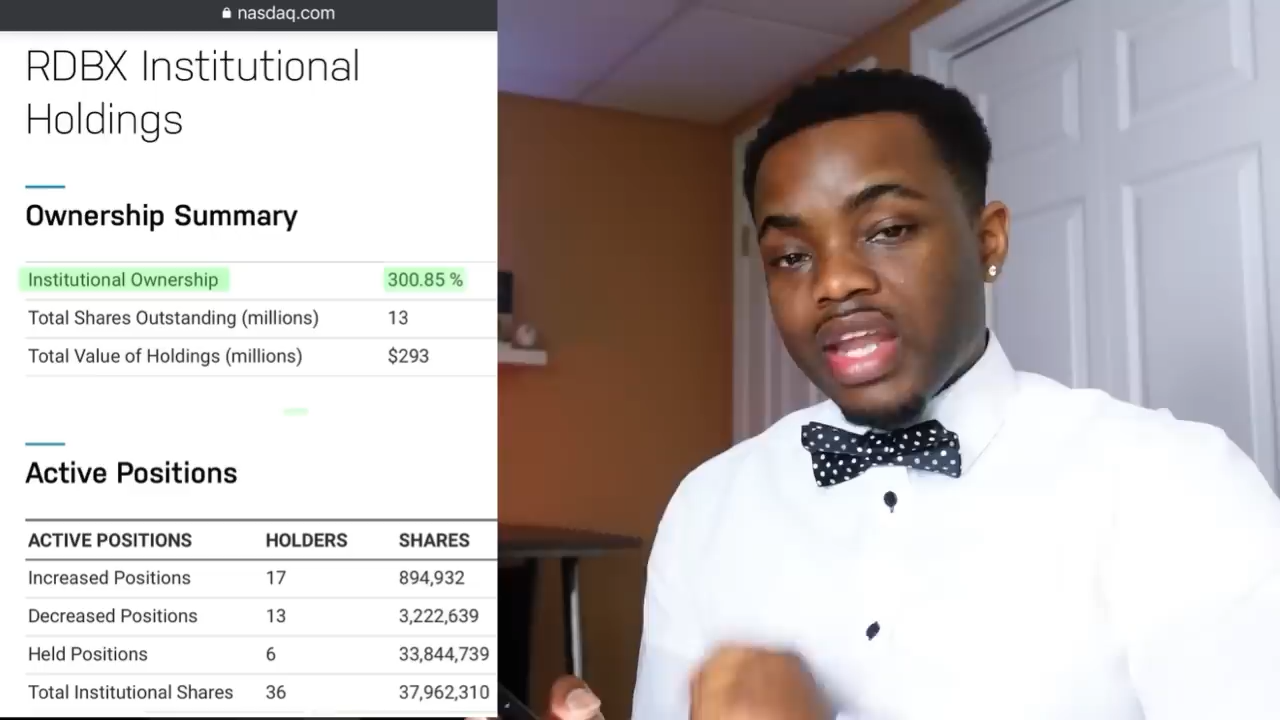 nasdaq.com
RDBX Institutional
Holdings
Ownership Summary
Institutional Ownership 300.85 %
Total Shares Outstanding (millions) 13
Total Value of Holdings (millions) $293
Active Positions
ACTIVE POSITIONS HOLDERS SHARES
Increased Positions 17 894,932
Decreased Positions 13 3,222,639
Held Positions 6 33,844,739
Total Institutional Shares 36 37,962,310